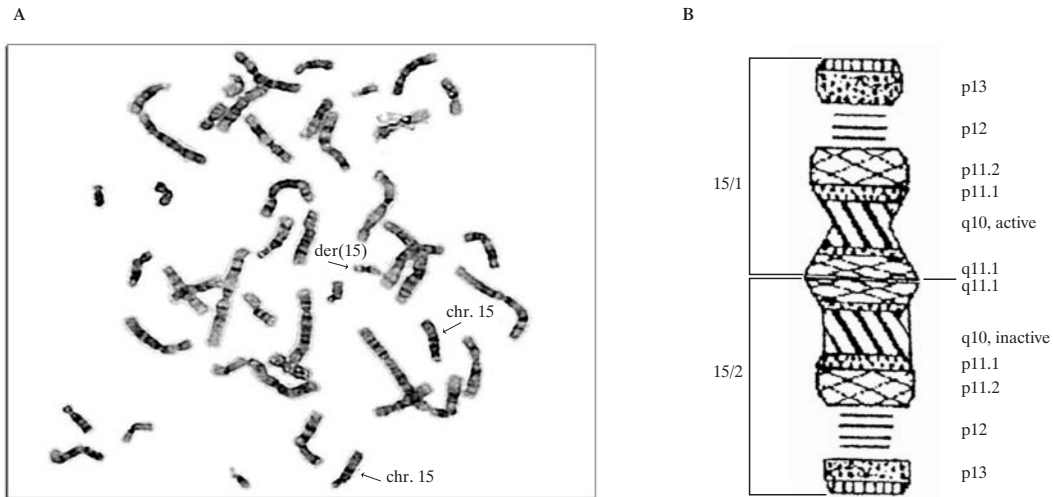 A
der(15)
chr. 15
chr. 15
B
15/1
15/2
p13
p12
p11.2
p11.1
q10, active
q11.1
q11.1
q10, inactive
p11.1
p11.2
p12
p13